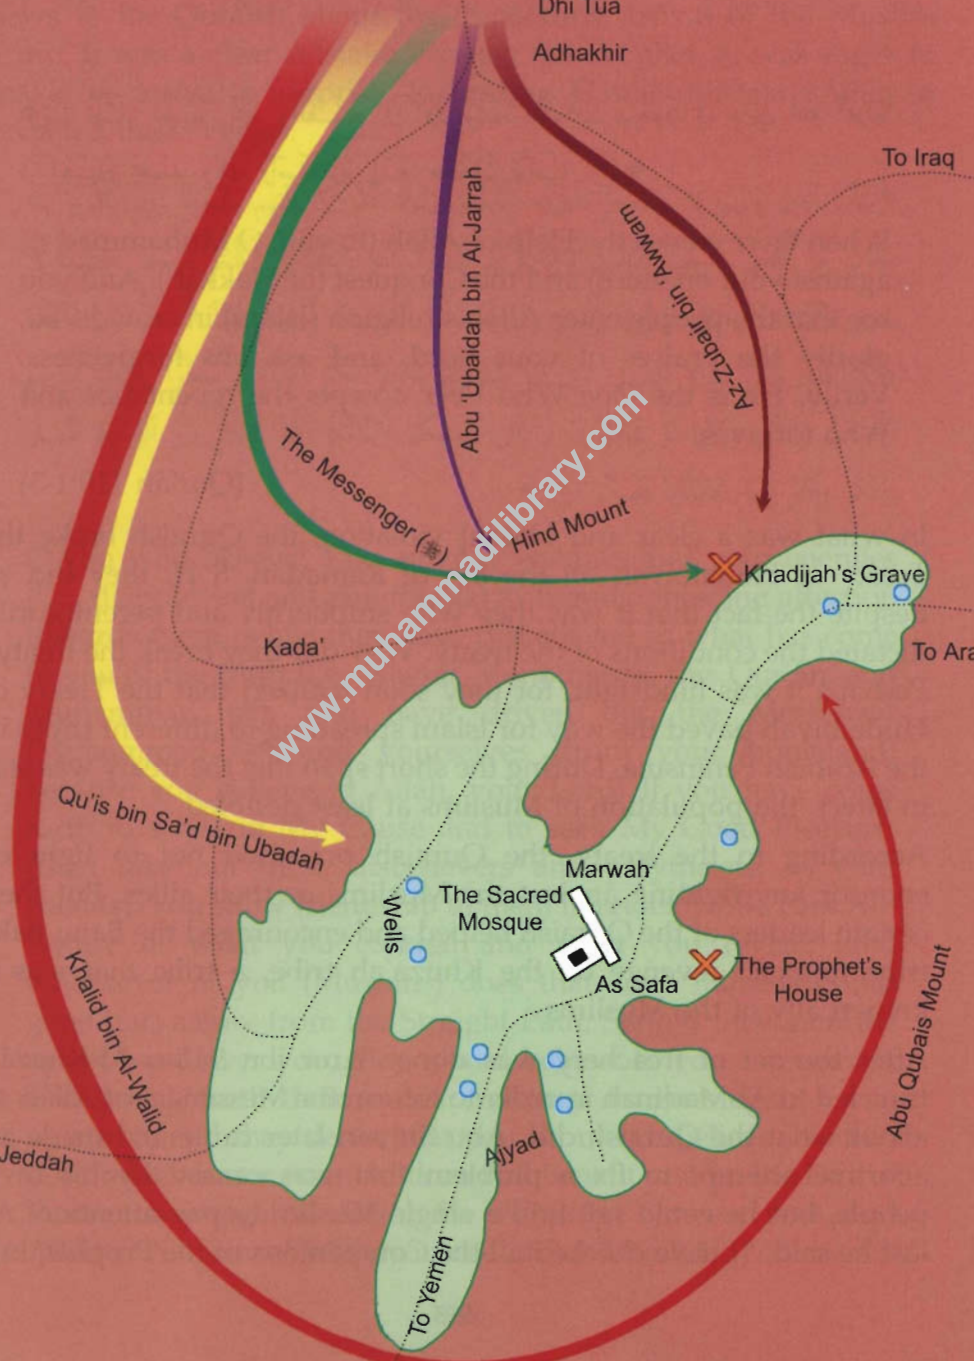 Dhi Tua
Adhakhir
To Iraq
Abu 'Ubaidah bin Al-Jarrah
Az-Zubair bin 'Awwam
The Messenger (ﷺ)
Hind Mount
www.muhammadilibrary.com
Khadijah's Grave
Kada'
To Ara
Qu'is bin Sa'd bin Ubadah
Marwah
The Sacred
Mosque
Wells
As Safa
The Prophet's
House
Khalid bin Al-Walid
Abu Qubais Mount
Jeddah
Ajyad
To Yemen